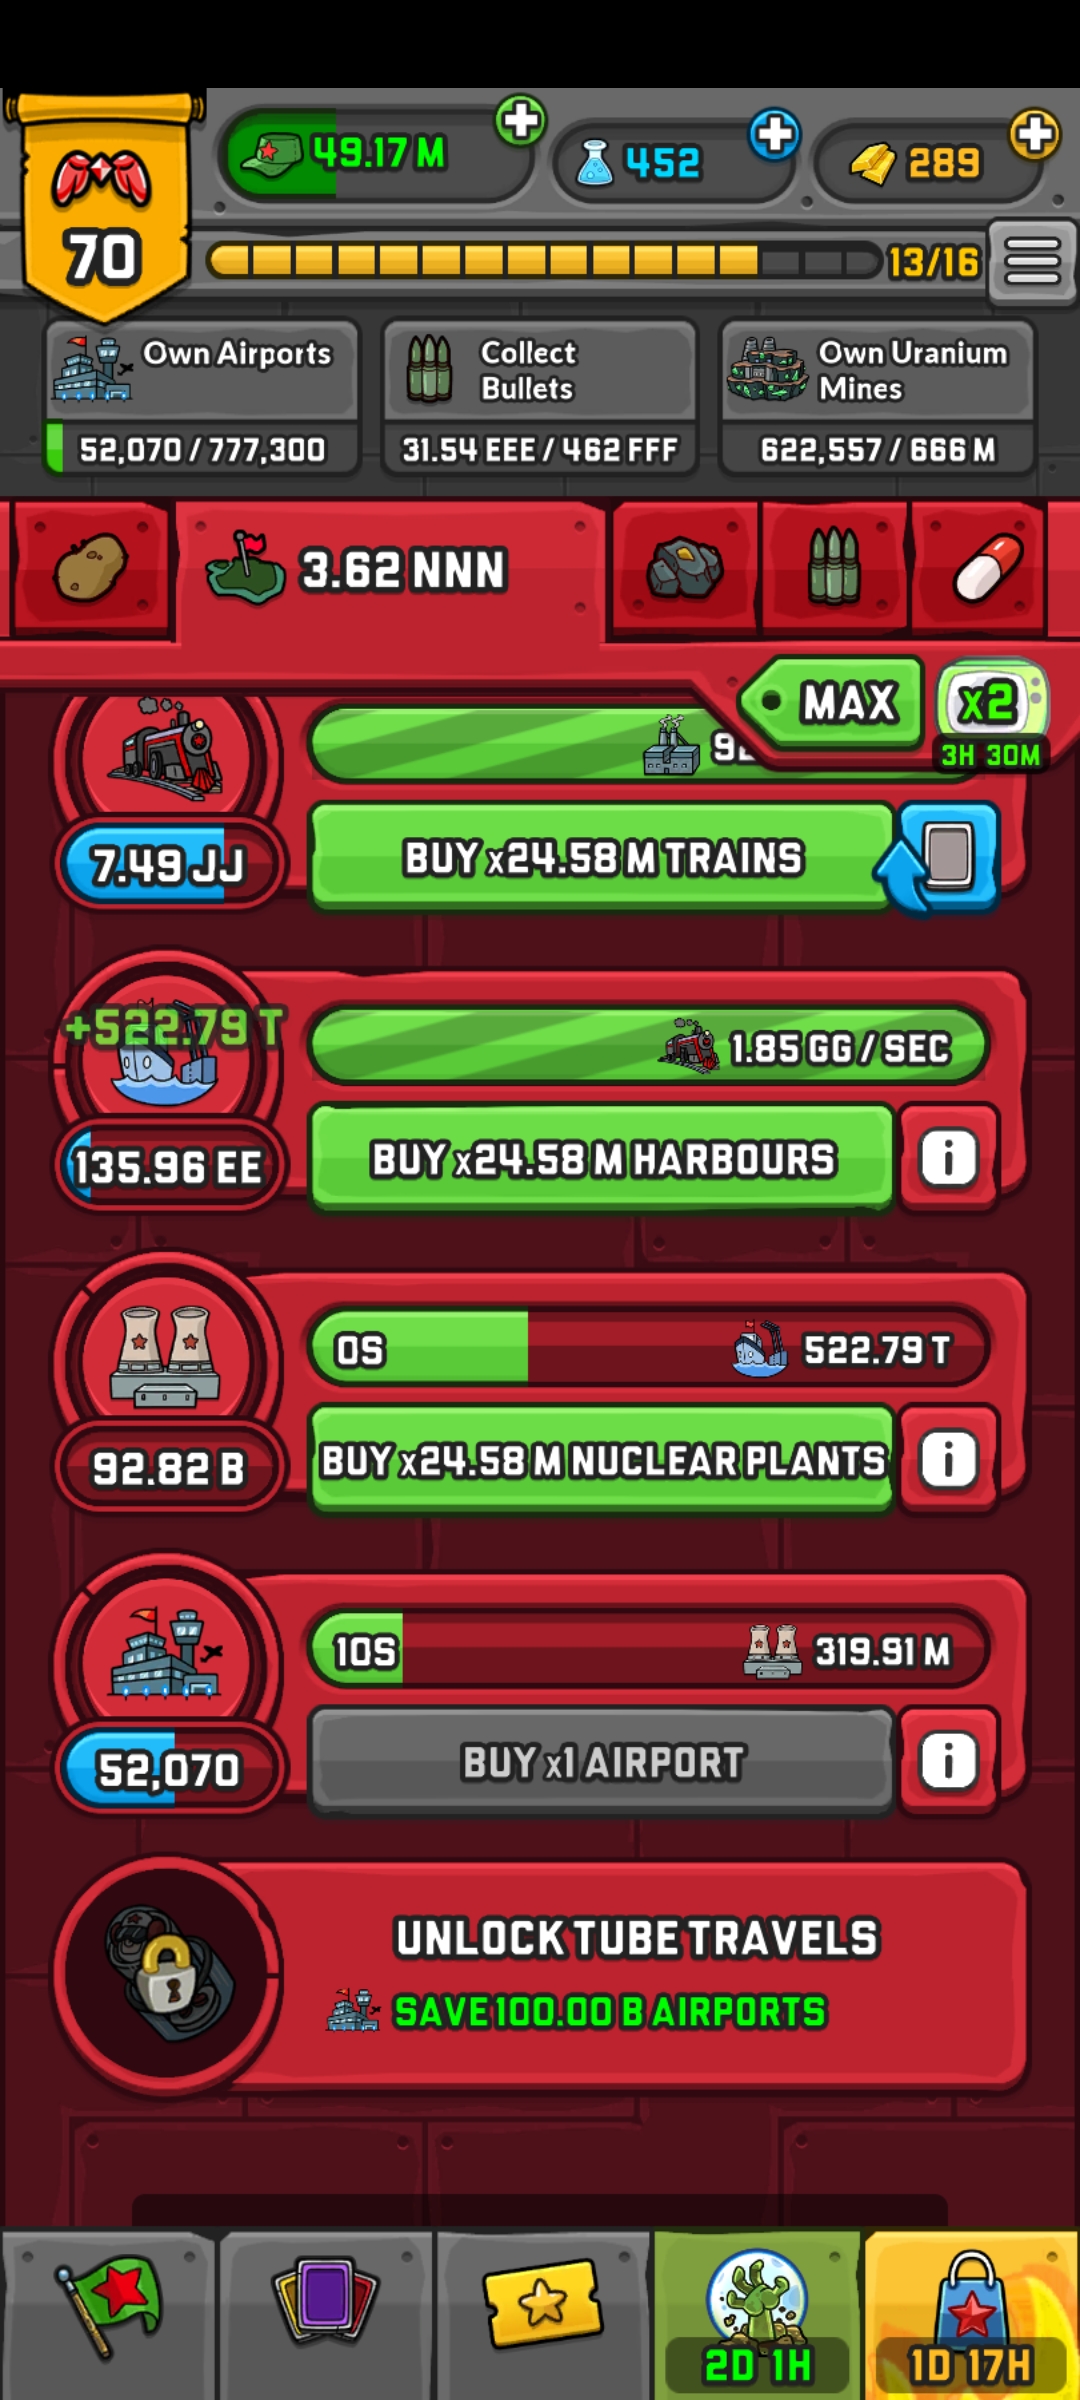 49.17 M
452
289
70
13/16
Own Airports
52,070 / 777,300
Collect
Bullets
31.54 EEE / 462 FFF
Own Uranium
Mines
622,557 / 666 M
3.62 NNN
MAX
x2
3H 30M
7.49 JJ
BUY x24.58 M TRAINS
+522.79 T
1.85 GG / SEC
135.96 EE
BUY x24.58 M HARBOURS
i
0S
522.79 T
92.82 B
BUY x24.58 M NUCLEAR PLANTS
i
10S
319.91 M
52,070
BUY x1 AIRPORT
i
UNLOCK TUBE TRAVELS
SAVE 100.00 B AIRPORTS
2D 1H
1D 17H